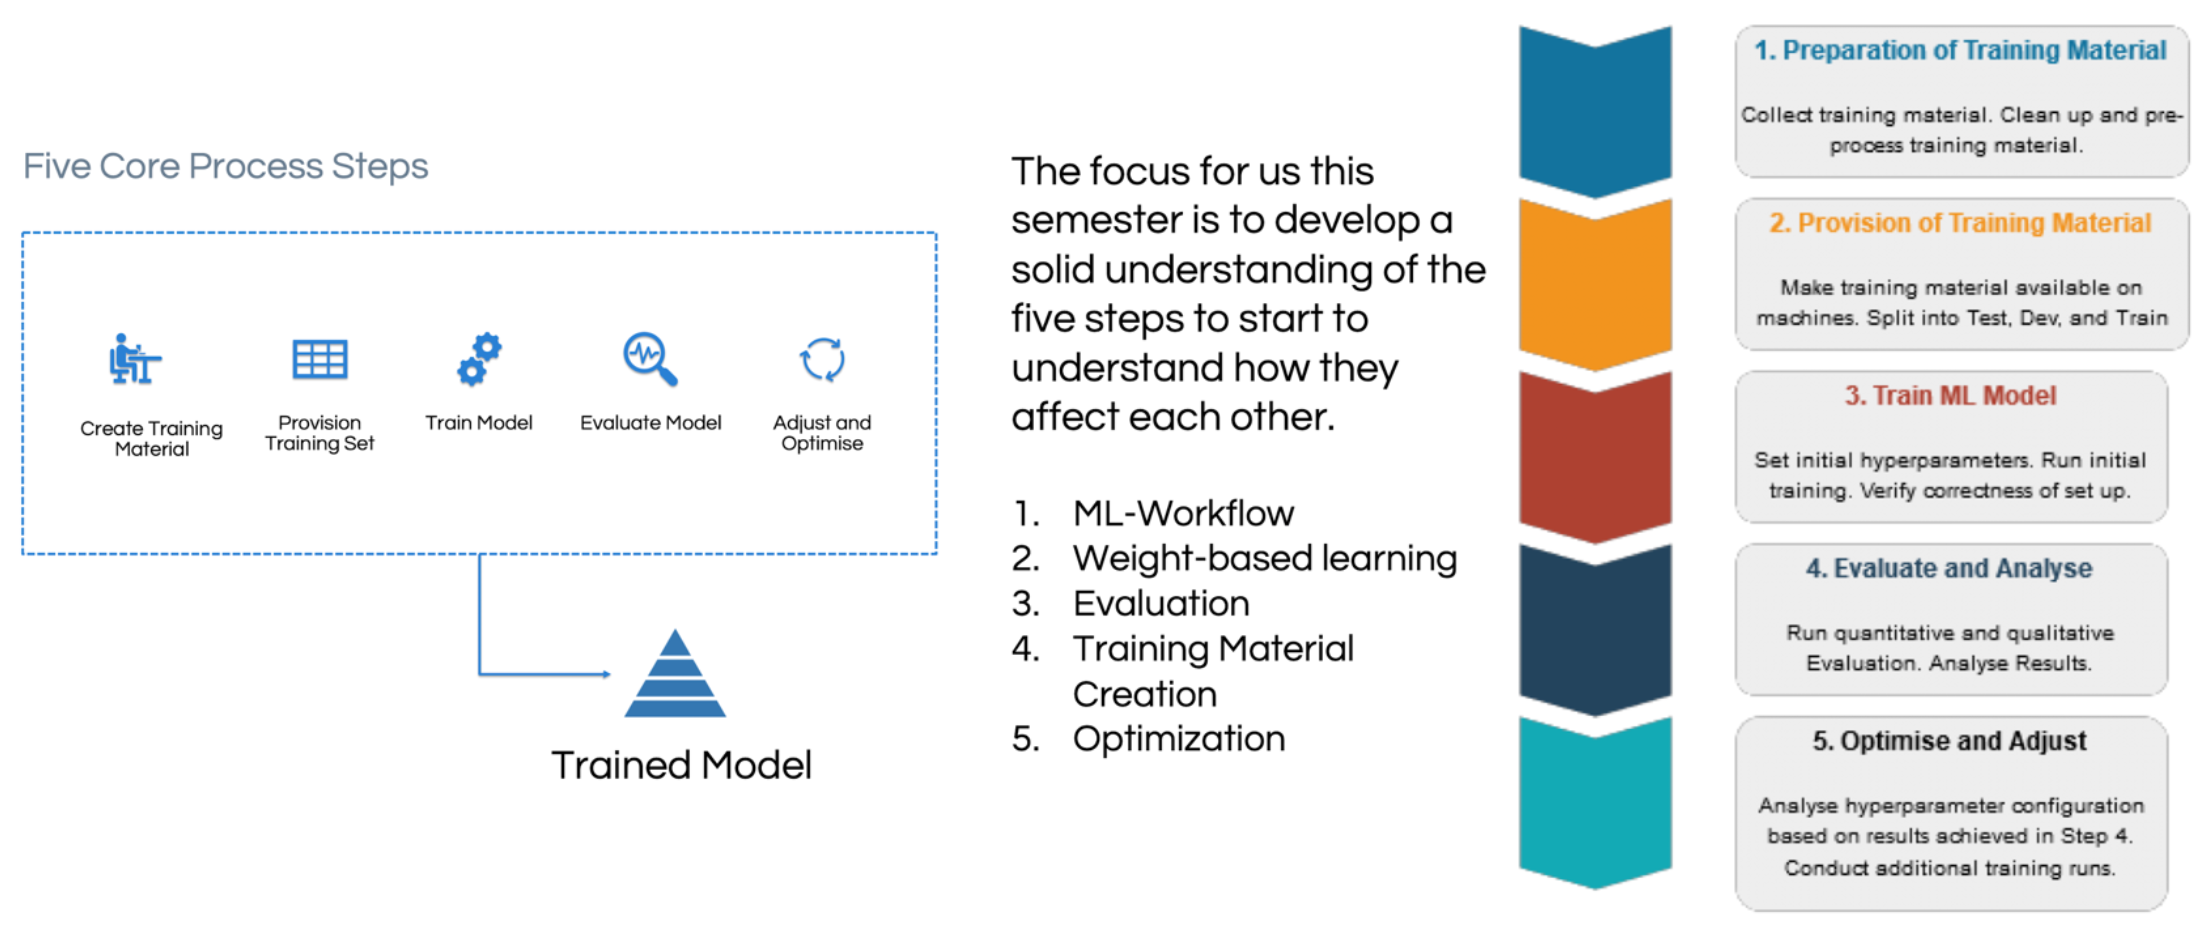 Five Core Process Steps
Create Training
Material
Provision
Training Set
Train Model
Evaluate Model
Adjust and
Optimise
Trained Model
The focus for us this
semester is to develop a
solid understanding of the
five steps to start to
understand how they
affect each other.
1. ML-Workflow
2. Weight-based learning
3. Evaluation
4. Training Material
Creation
5. Optimization
1. Preparation of Training Material
Collect training material. Clean up and pre-
process training material.
2. Provision of Training Material
Make training material available on
machines. Split into Test, Dev, and Train
3. Train ML Model
Set initial hyperparameters. Run initial
training. Verify correctness of set up.
4. Evaluate and Analyse
Run quantitative and qualitative
Evaluation. Analyse Results.
5. Optimise and Adjust
Analyse hyperparameter configuration
based on results achieved in Step 4.
Conduct additional training runs.